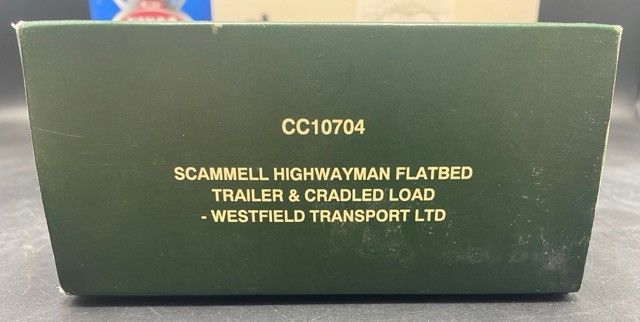 CC10704
SCAMMELL HIGHWAYMAN FLATBED
TRAILER & CRADLED LOAD
- WESTFIELD TRANSPORT LTD